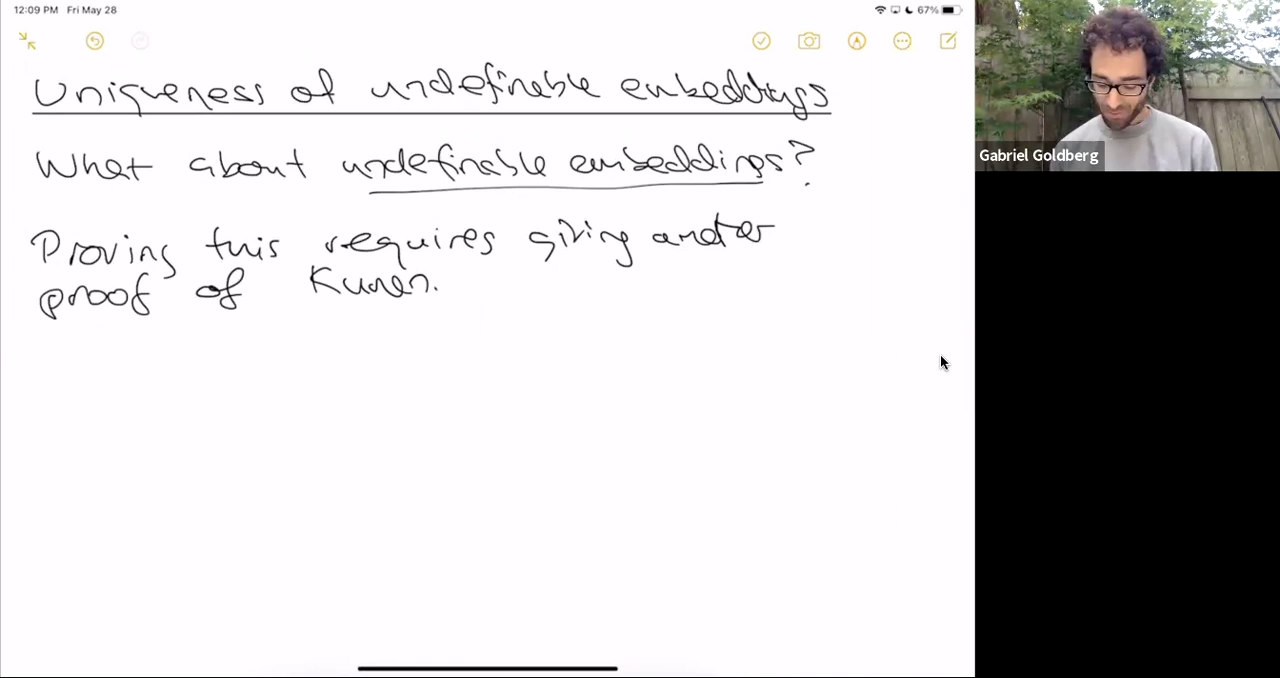 12:09 PM Fri May 28
67%
Uniqueness of undefinable embeddings
What about undefinable embeddings?
Proving this requires giving another
proof of Kunen.
Gabriel Goldberg